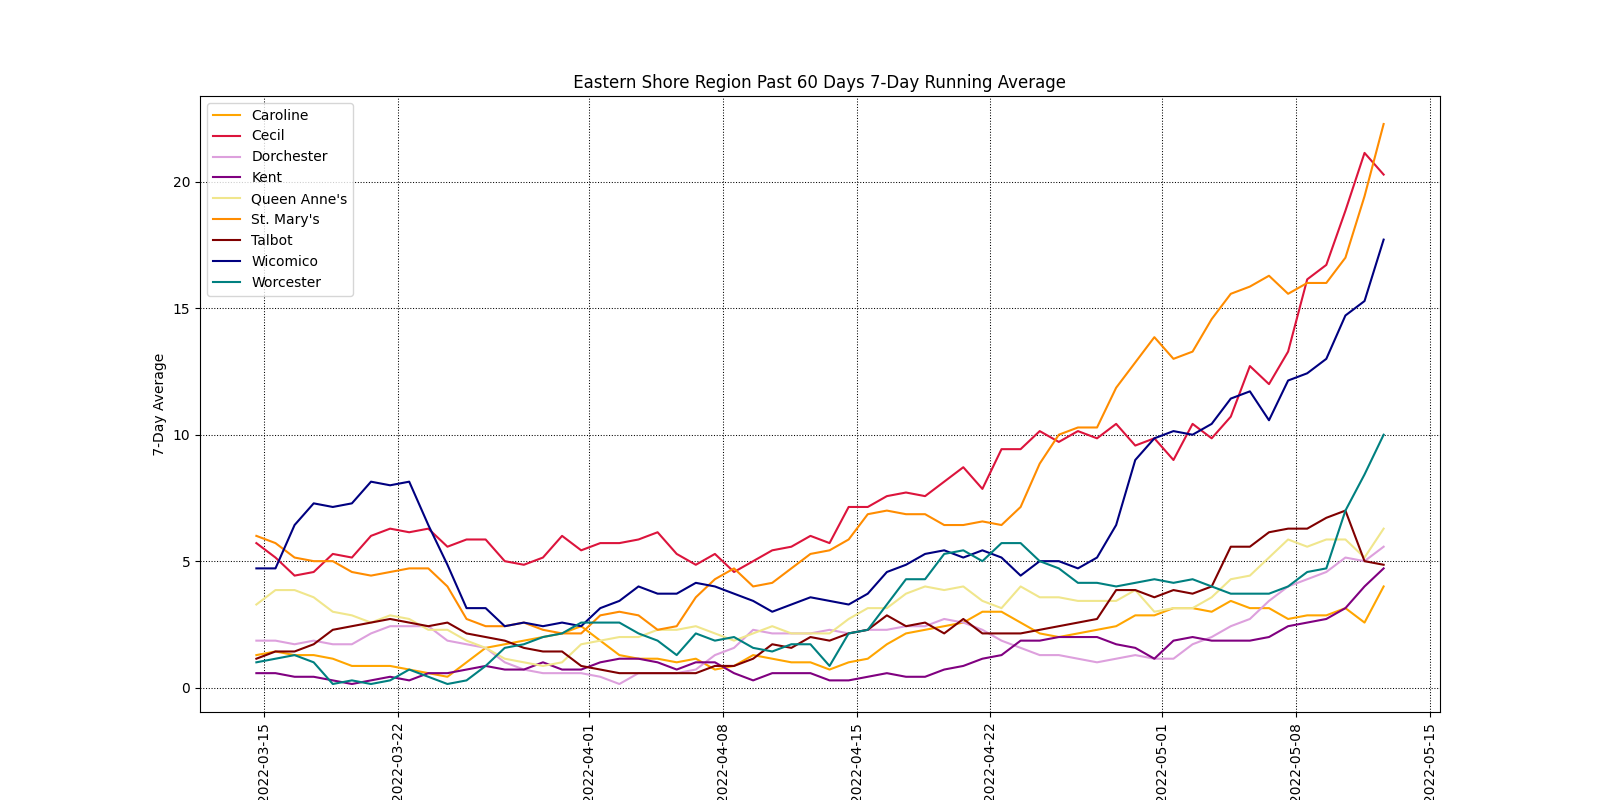 Eastern Shore Region Past 60 Days 7-Day Running Average
Caroline
Cecil
Dorchester
Kent
Queen Anne's
St. Mary's
Talbot
Wicomico
Worcester
7-Day Average
20
15
10
5
0
2022-03-15
2022-03-22
2022-04-01
2022-04-08
2022-04-15
2022-04-22
2022-05-01
2022-05-08
2022-05-15